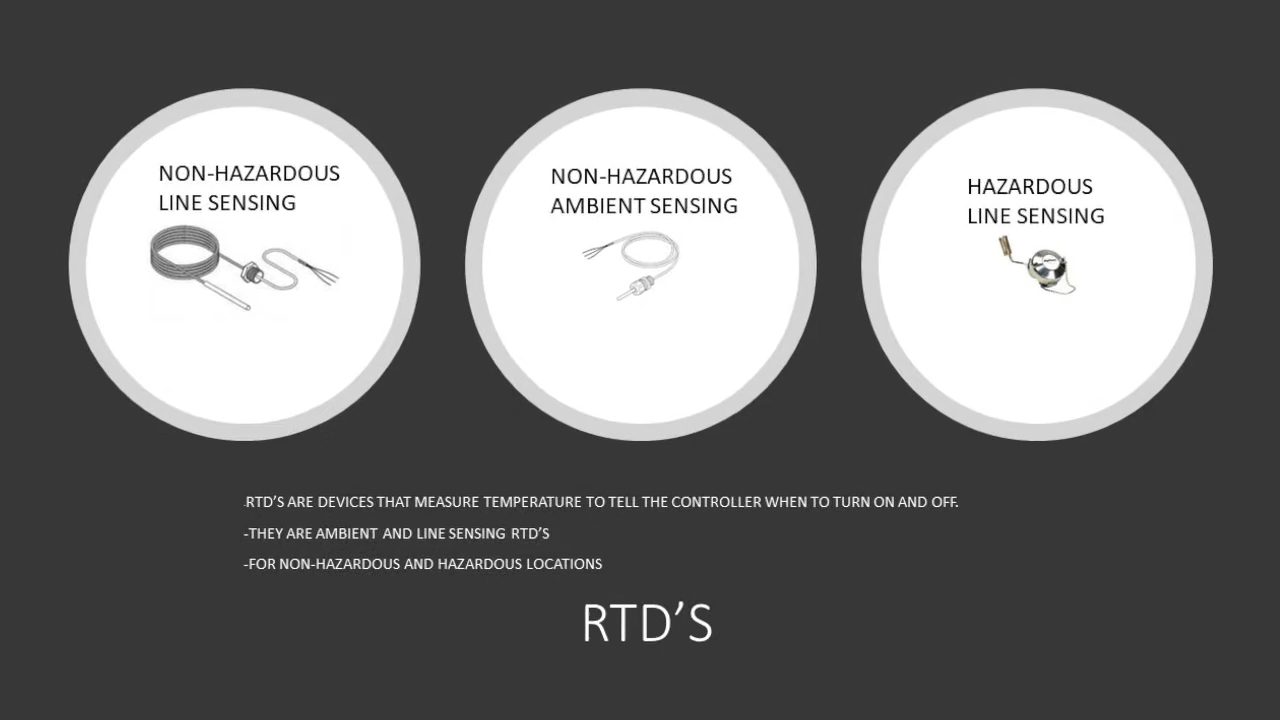 NON-HAZARDOUS
LINE SENSING
NON-HAZARDOUS
AMBIENT SENSING
HAZARDOUS
LINE SENSING
-RTD'S ARE DEVICES THAT MEASURE TEMPERATURE TO TELL THE CONTROLLER WHEN TO TURN ON AND OFF.
-THEY ARE AMBIENT AND LINE SENSING RTD'S
-FOR NON-HAZARDOUS AND HAZARDOUS LOCATIONS
RTD'S